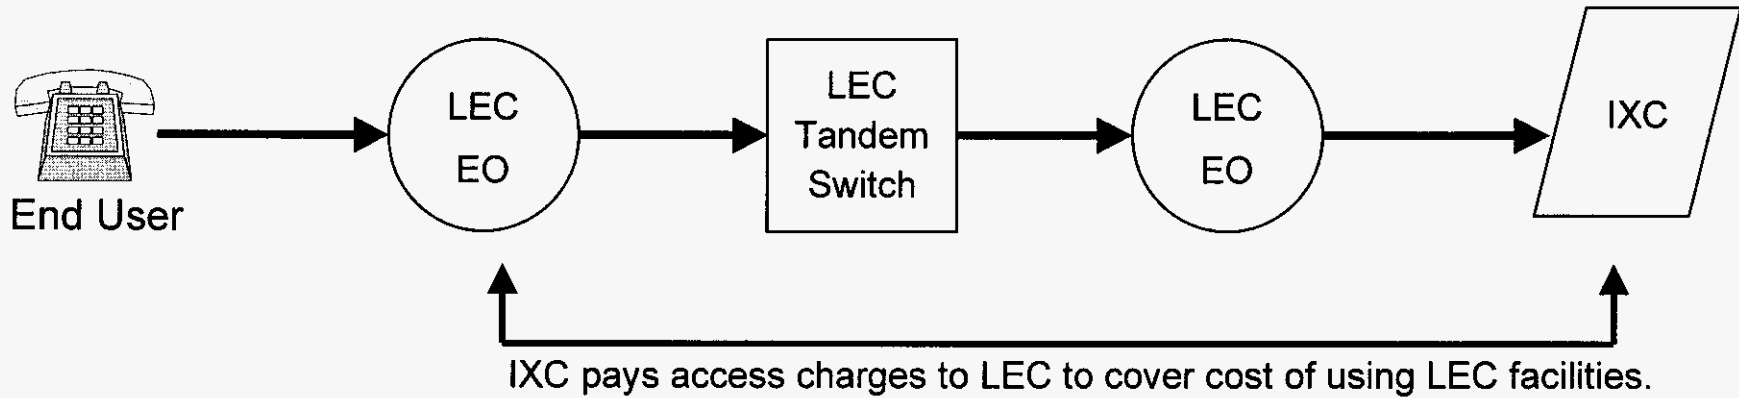 End User
LEC
EO
LEC
Tandem
Switch
LEC
EO
IXC
IXC pays access charges to LEC to cover cost of using LEC facilities.